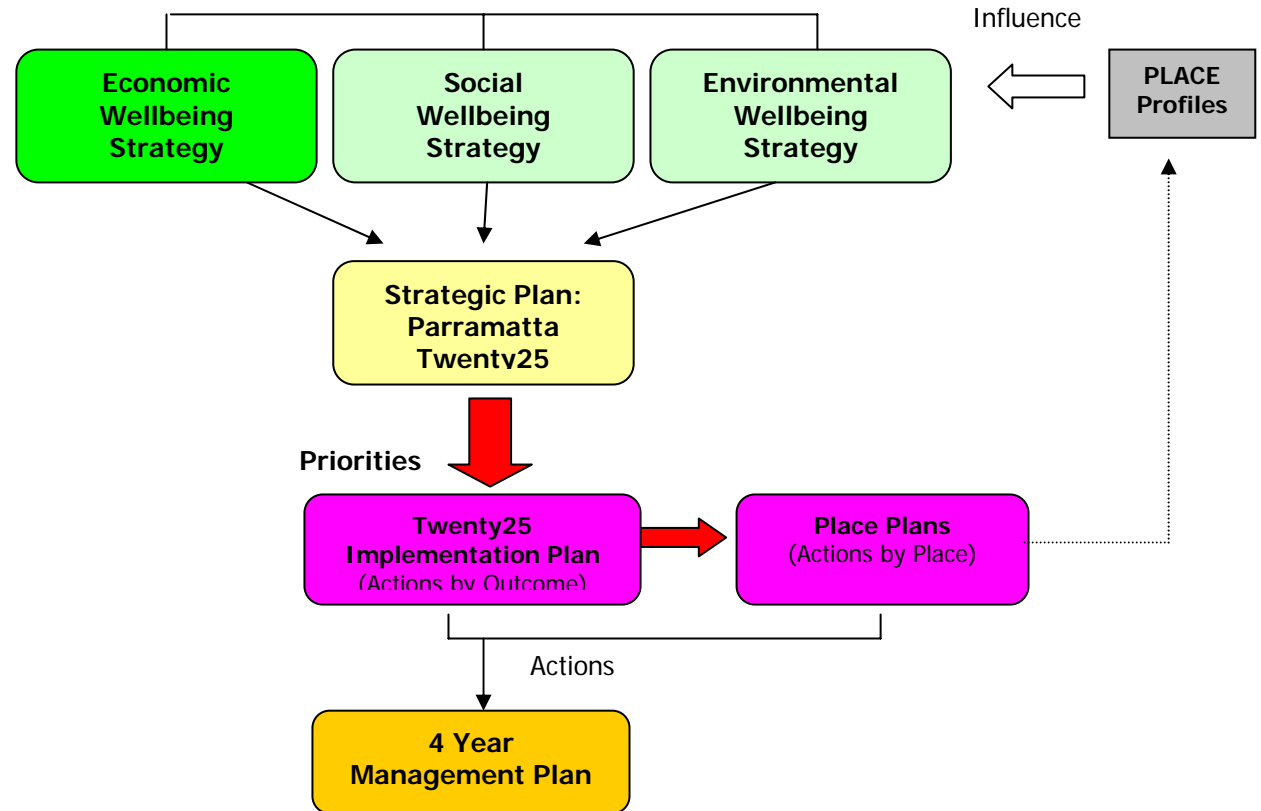 Influence
Economic
Wellbeing
Strategy
Social
Wellbeing
Strategy
Environmental
Wellbeing
Strategy
PLACE
Profiles
Strategic Plan:
Parramatta
Twenty25
Priorities
Twenty25
Implementation Plan
(Actions by Outcome)
Place Plans
(Actions by Place)
Actions
4 Year
Management Plan